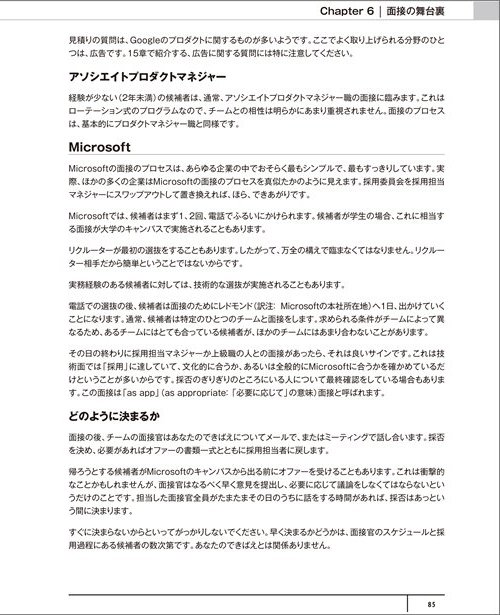 Chapter 6 | 面接の舞台裏
見積りの質問は、Googleのプロダクトに関するものが多いようです。ここでよく取り上げられる分野のひと
つは、広告です。15章で紹介する、広告に関する質問には特に注意してください。
アソシエイトプロダクトマネジャー
経験が少ない（2年未満）の候補者は、通常、アソシエイトプロダクトマネジャー職の面接に臨みます。これは
ローテーション式のプログラムなので、チームとの相性は明らかにあまり重視されません。面接のプロセス
は、基本的にプロダクトマネジャー職と同様です。
Microsoft
Microsoftの面接のプロセスは、あらゆる企業の中でおそらく最もシンプルで、最もすっきりしています。実
際、ほかの多くの企業はMicrosoftの面接のプロセスを真似たかのように見えます。採用委員会を採用担当
マネジャーにスワップアウトして置き換えれば、ほら、できあがりです。
Microsoftでは、候補者はまず1、2回、電話でふるいにかけられます。候補者が学生の場合、これに相当す
る面接が大学のキャンパスで実施されることもあります。
リクルーターが最初の選抜をすることもあります。したがって、万全の構えで臨まなくてはなりません。リクルー
ター相手だから簡単ということではないからです。
実務経験のある候補者に対しては、技術的な選抜が実施されることもあります。
電話での選抜の後、候補者は面接のためにレドモンド（訳注: Microsoftの本社所在地）へ1日、出かけていく
ことになります。通常、候補者は特定のひとつのチームと面接をします。求められる条件がチームによって異
なるため、あるチームにはとても合っている候補者が、ほかのチームにはあまり合わないことがあります。
その日の終わりに採用担当マネジャーか上級職の人との面接があったら、それは良いサインです。これは技
術面では「採用」に達していて、文化的に合うか、あるいは全般的にMicrosoftに合うかを確かめているだ
けということが多いからです。採否のぎりぎりのところにいる人について最終確認をしている場合もありま
す。この面接は「as app」（as appropriate:「必要に応じて」の意味）面接と呼ばれます。
どのように決まるか
面接の後、チームの面接官はあなたのできばえについてメールで、またはミーティングで話し合います。採否
を決め、必要があればオファーの書類一式とともに採用担当者に戻します。
帰ろうとする候補者がMicrosoftのキャンパスから出る前にオファーを受けることもあります。これは衝撃的
なことかもしれませんが、面接官はなるべく早く意見を提出し、必要に応じて議論をしなくてはならないとい
うだけのことです。担当した面接官全員がたまたまその日のうちに話をする時間があれば、採否はあっとい
う間に決まります。
すぐに決まらないからといってがっかりしないでください。早く決まるかどうかは、面接官のスケジュールと採
用過程にある候補者の数次第です。あなたのできばえとは関係ありません。
85